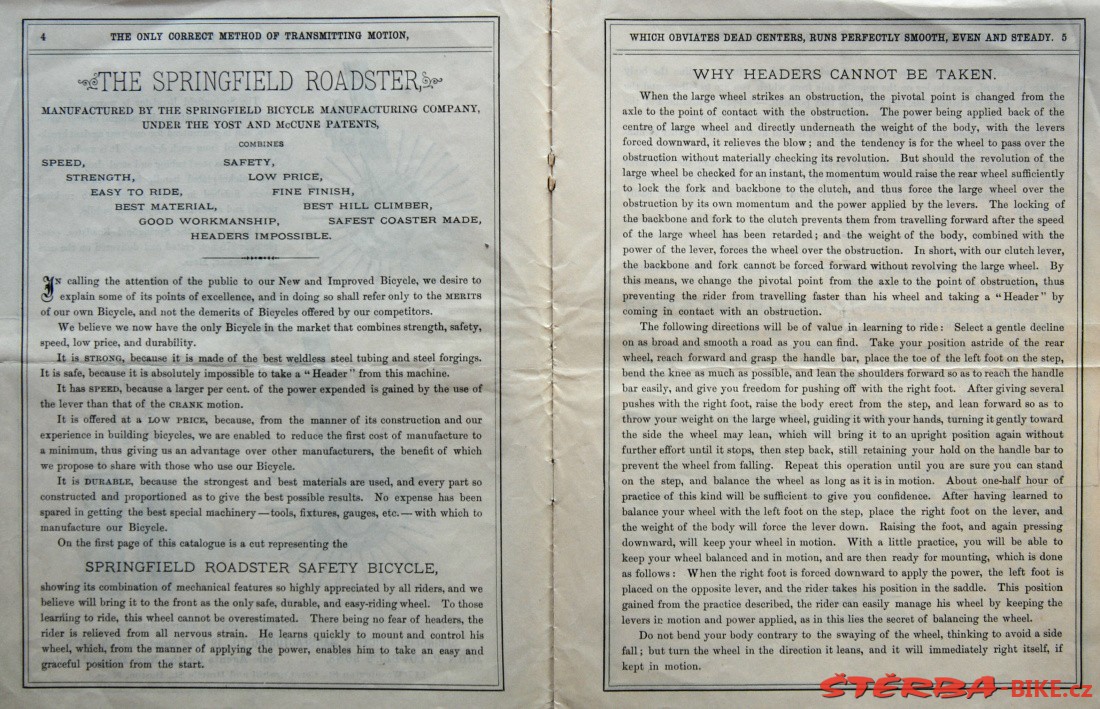 4 THE ONLY CORRECT METHOD OF TRANSMITTING MOTION,
THE SPRINGFIELD ROADSTER,
MANUFACTURED BY THE SPRINGFIELD BICYCLE MANUFACTURING COMPANY,
UNDER THE YOST AND McCUNE PATENTS,
COMBINES
SPEED, SAFETY,
STRENGTH, LOW PRICE,
EASY TO RIDE, FINE FINISH,
BEST MATERIAL, BEST HILL CLIMBER,
GOOD WORKMANSHIP, SAFEST COASTER MADE,
HEADERS IMPOSSIBLE.
IN calling the attention of the public to our New and Improved Bicycle, we desire to
explain some of its points of excellence, and in doing so shall refer only to the MERITS
of our own Bicycle, and not the demerits of Bicycles offered by our competitors.
We believe we now have the only Bicycle in the market that combines strength, safety,
speed, low price, and durability.
It is STRONG, because it is made of the best weldless steel tubing and steel forgings.
It is safe, because it is absolutely impossible to take a "Header" from this machine.
It has SPEED, because a larger per cent. of the power expended is gained by the use of
the lever than that of the CRANK motion.
It is offered at a LOW PRICE, because, from the manner of its construction and our
experience in building bicycles, we are enabled to reduce the first cost of manufacture to
a minimum, thus giving us an advantage over other manufacturers, the benefit of which
we propose to share with those who use our Bicycle.
It is DURABLE, because the strongest and best materials are used, and every part so
constructed and proportioned as to give the best possible results. No expense has been
spared in getting the best special machinery — tools, fixtures, gauges, etc. — with which to
manufacture our Bicycle.
On the first page of this catalogue is a cut representing the
SPRINGFIELD ROADSTER SAFETY BICYCLE,
showing its combination of mechanical features so highly appreciated by all riders, and we
believe will bring it to the front as the only safe, durable, and easy-riding wheel. To those
learning to ride, this wheel cannot be overestimated. There being no fear of headers, the
rider is relieved from all nervous strain. He learns quickly to mount and control his
wheel, which, from the manner of applying the power, enables him to take an easy and
graceful position from the start.
WHICH OBVIATES DEAD CENTERS, RUNS PERFECTLY SMOOTH, EVEN AND STEADY. 5
WHY HEADERS CANNOT BE TAKEN.
When the large wheel strikes an obstruction, the pivotal point is changed from the
axle to the point of contact with the obstruction. The power being applied back of the
centre of large wheel and directly underneath the weight of the body, with the levers
forced downward, it relieves the blow; and the tendency is for the wheel to pass over the
obstruction without materially checking its revolution. But should the revolution of the
large wheel be checked for an instant, the momentum would raise the rear wheel sufficiently
to lock the fork and backbone to the clutch, and thus force the large wheel over the
obstruction by its own momentum and the power applied by the levers. The locking of
the backbone and fork to the clutch prevents them from travelling forward after the speed
of the large wheel has been retarded; and the weight of the body, combined with the
power of the lever, forces the wheel over the obstruction. In short, with our clutch lever,
the backbone and fork cannot be forced forward without revolving the large wheel. By
this means, we change the pivotal point from the axle to the point of obstruction, thus
preventing the rider from travelling faster than his wheel and taking a "Header" by
coming in contact with an obstruction.
The following directions will be of value in learning to ride: Select a gentle decline
on as broad and smooth a road as you can find. Take your position astride of the rear
wheel, reach forward and grasp the handle bar, place the toe of the left foot on the step,
bend the knee as much as possible, and lean the shoulders forward so as to reach the handle
bar easily, and give you freedom for pushing off with the right foot. After giving several
pushes with the right foot, raise the body erect from the step, and lean forward so as to
throw your weight on the large wheel, guiding it with your hands, turning it gently toward
the side the wheel may lean, which will bring it to an upright position again without
further effort until it stops, then step back, still retaining your hold on the handle bar to
prevent the wheel from falling. Repeat this operation until you are sure you can stand
on the step, and balance the wheel as long as it is in motion. About one-half hour of
practice of this kind will be sufficient to give you confidence. After having learned to
balance your wheel with the left foot on the step, place the right foot on the lever, and
the weight of the body will force the lever down. Raising the foot, and again pressing
downward, will keep your wheel in motion. With a little practice, you will be able to
keep your wheel balanced and in motion, and are then ready for mounting, which is done
as follows: When the right foot is forced downward to apply the power, the left foot is
placed on the opposite lever, and the rider takes his position in the saddle. This position
gained from the practice described, the rider can easily manage his wheel by keeping the
levers in motion and power applied, as in this lies the secret of balancing the wheel.
Do not bend your body contrary to the swaying of the wheel, thinking to avoid a side
fall; but turn the wheel in the direction it leans, and it will immediately right itself, if
kept in motion.
ŠTĚRBA-BIKE.cz